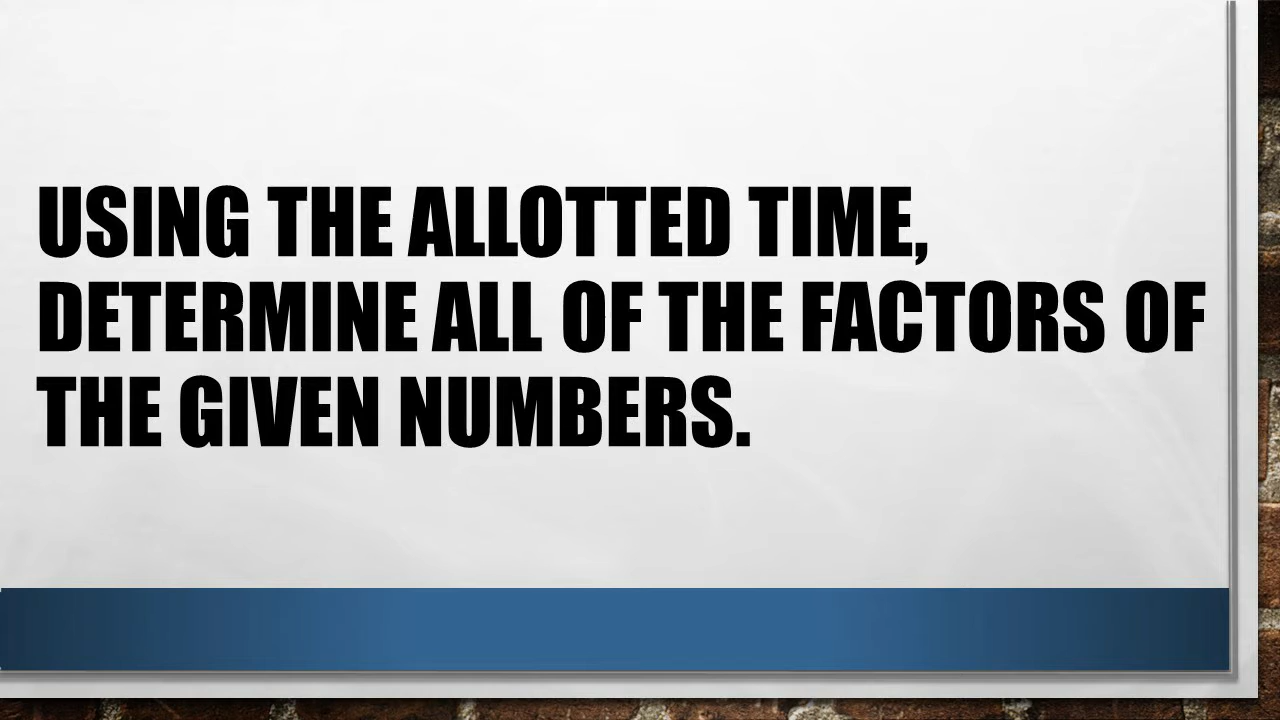 USING THE ALLOTTED TIME,
DETERMINE ALL OF THE FACTORS OF
THE GIVEN NUMBERS.